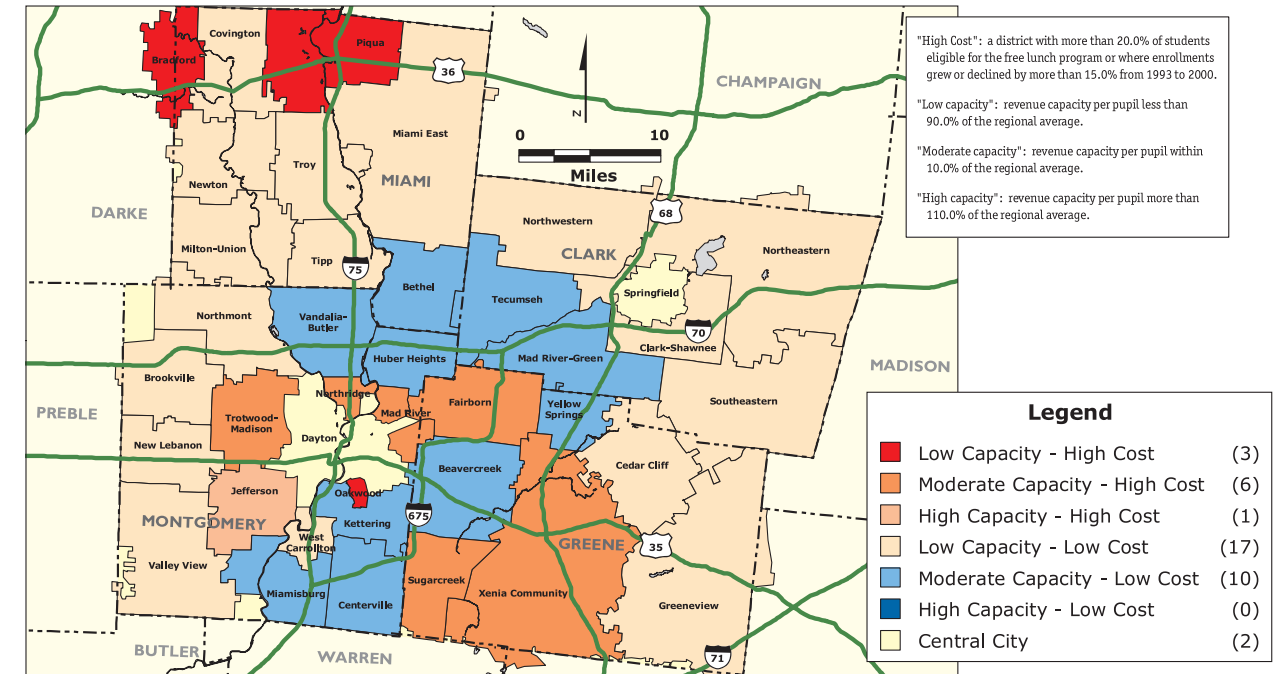 Covington
Piqua
Bradford
36
CHAMPAIGN
"High Cost": a district with more than 20.0% of students
eligible for the free lunch program or where enrollments
grew or declined by more than 15.0% from 1993 to 2000.
"Low capacity": revenue capacity per pupil less than
90.0% of the regional average.
"Moderate capacity": revenue capacity per pupil within
10.0% of the regional average.
"High capacity": revenue capacity per pupil more than
110.0% of the regional average.
N
0 10
Miles
Miami East
Troy
MIAMI
Newton
DARKE
Northwestern
68
Milton-Union
Tipp
75
CLARK
Northeastern
Bethel
Tecumseh
Springfield
Northmont
Vandalia-
Butler
70
Clark-Shawnee
Huber Heights
Mad River-Green
MADISON
Brookville
Northridge
Southeastern
PREBLE
Trotwood-
Madison
Mad River
Fairborn
Yellow
Springs
New Lebanon
Dayton
Beavercreek
Cedar Cliff
Jefferson
Oakwood
MONTGOMERY
Kettering
675
West
Carrollton
GREENE
35
Valley View
Miamisburg
Centerville
Sugarcreek
Xenia Community
Greeneview
BUTLER
WARREN
71
Legend
Low Capacity - High Cost (3)
Moderate Capacity - High Cost (6)
High Capacity - High Cost (1)
Low Capacity - Low Cost (17)
Moderate Capacity - Low Cost (10)
High Capacity - Low Cost (0)
Central City (2)